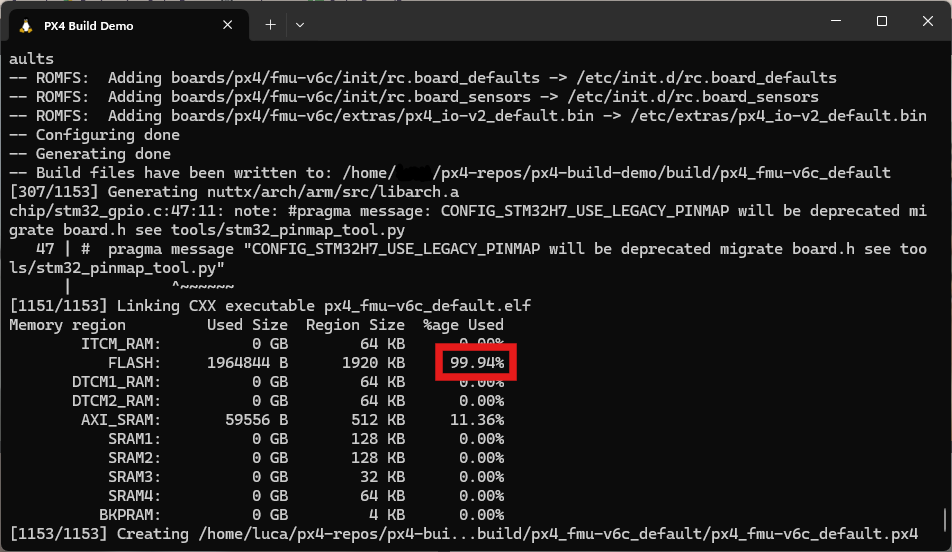 PX4 Build Demo
aults
-- ROMFS:  Adding boards/px4/fmu-v6c/init/rc.board_defaults -> /etc/init.d/rc.board_defaults
-- ROMFS:  Adding boards/px4/fmu-v6c/init/rc.board_sensors -> /etc/init.d/rc.board_sensors
-- ROMFS:  Adding boards/px4/fmu-v6c/extras/px4_io-v2_default.bin -> /etc/extras/px4_io-v2_default.bin
-- Configuring done
-- Generating done
-- Build files have been written to: /home/ /px4-repos/px4-build-demo/build/px4_fmu-v6c_default
[307/1153] Generating nuttx/arch/arm/src/libarch.a
chip/stm32_gpio.c:47:11: note: #pragma message: CONFIG_STM32H7_USE_LEGACY_PINMAP will be deprecated mi
grate board.h see tools/stm32_pinmap_tool.py
   47 | #  pragma message "CONFIG_STM32H7_USE_LEGACY_PINMAP will be deprecated migrate board.h see too
ls/stm32_pinmap_tool.py"
      |           ^~~~~~~
[1151/1153] Linking CXX executable px4_fmu-v6c_default.elf
Memory region         Used Size  Region Size  %age Used
        ITCM_RAM:          0 GB        64 KB      0.00%
           FLASH:     1964844 B      1920 KB     99.94%
       DTCM1_RAM:          0 GB        64 KB      0.00%
       DTCM2_RAM:          0 GB        64 KB      0.00%
        AXI_SRAM:       59556 B       512 KB     11.36%
           SRAM1:          0 GB       128 KB      0.00%
           SRAM2:          0 GB       128 KB      0.00%
           SRAM3:          0 GB        32 KB      0.00%
           SRAM4:          0 GB        64 KB      0.00%
          BKPRAM:          0 GB         4 KB      0.00%
[1153/1153] Creating /home/luca/px4-repos/px4-bui...build/px4_fmu-v6c_default/px4_fmu-v6c_default.px4